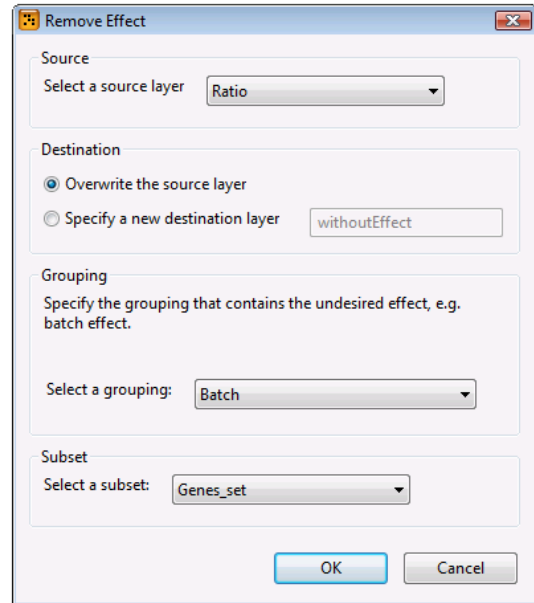 Remove Effect
Source
Select a source layer Ratio
Destination
Overwrite the source layer
Specify a new destination layer withoutEffect
Grouping
Specify the grouping that contains the undesired effect, e.g.
batch effect.
Select a grouping: Batch
Subset
Select a subset: Genes_set
OK Cancel